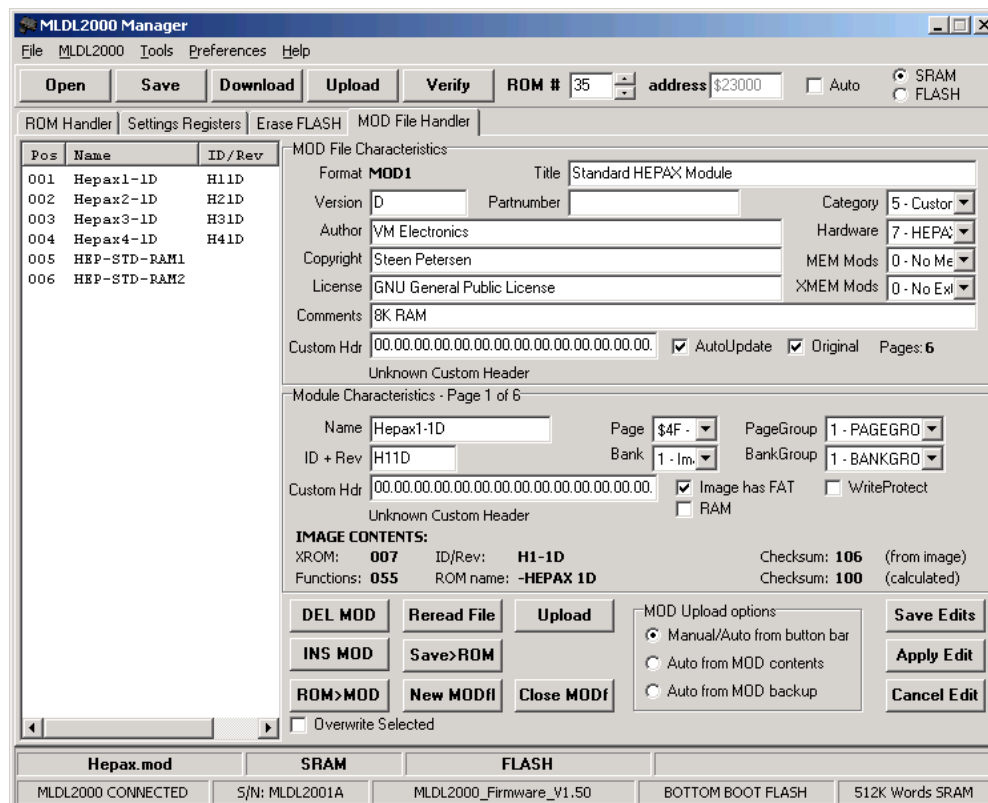 MLDL2000 Manager
File MLDL2000 Tools Preferences Help
Open Save Download Upload Verify ROM # 35 address $23000 Auto SRAM
FLASH
ROM Handler Settings Registers Erase FLASH MOD File Handler
Pos Name ID/Rev
001 Hepax1-1D H11D
002 Hepax2-1D H21D
003 Hepax3-1D H31D
004 Hepax4-1D H41D
005 HEP-STD-RAM1
006 HEP-STD-RAM2
MOD File Characteristics
Format MOD1 Title Standard HEPAX Module
Version D Partnumber Category 5 - Custor
Author VM Electronics Hardware 7 - HEPA
Copyright Steen Petersen MEM Mods 0 - No Me
License GNU General Public License XMEM Mods 0 - No Ex
Comments 8K RAM
Custom Hdr 00.00.00.00.00.00.00.00.00.00.00.00.00. AutoUpdate Original Pages: 6
Unknown Custom Header
Module Characteristics - Page 1 of 6
Name Hepax1-1D Page $4F - PageGroup 1 - PAGEGRO
ID + Rev H11D Bank 1 - Im. BankGroup 1 - BANKGRO
Custom Hdr 00.00.00.00.00.00.00.00.00.00.00.00.00. Image has FAT WriteProtect
Unknown Custom Header RAM
IMAGE CONTENTS:
XROM: 007 ID/Rev: H1-1D Checksum: 106 (from image)
Functions: 055 ROM name: -HEPAX 1D Checksum: 100 (calculated)
DEL MOD Reread File Upload MOD Upload options Save Edits
Manual/Auto from button bar
INS MOD Save>ROM Auto from MOD contents Apply Edit
ROM>MOD New MODfl Close MODf Auto from MOD backup Cancel Edit
Overwrite Selected
Hepax.mod SRAM FLASH
MLDL2000 CONNECTED S/N: MLDL2001A MLDL2000_Firmware_V1.50 BOTTOM BOOT FLASH 512K Words SRAM